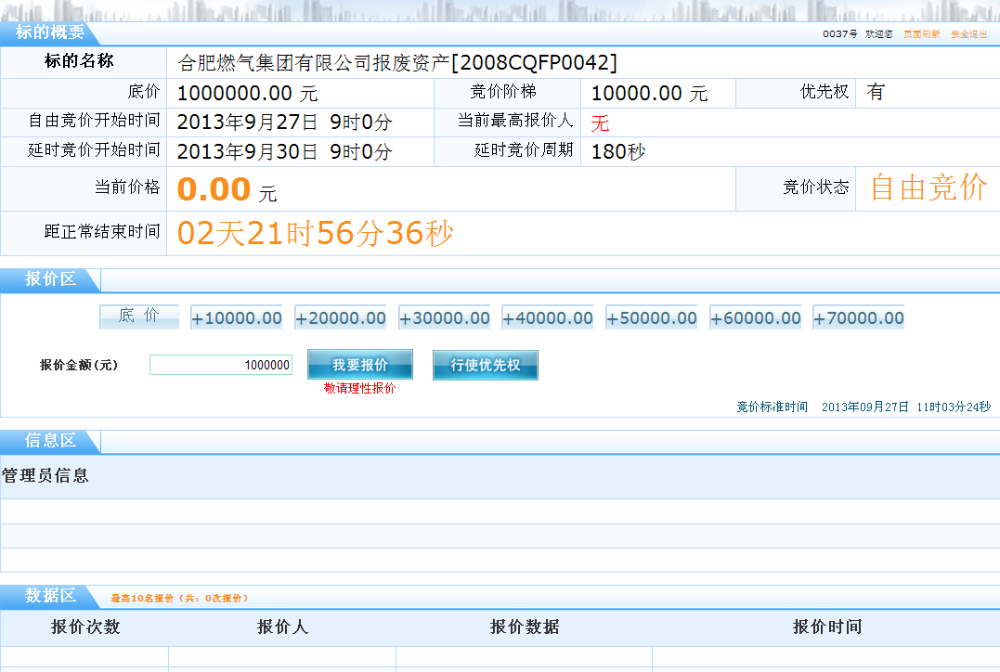 标的概要
0037号 欢迎您 页面刷新 安全退出
标的名称 合肥燃气集团有限公司报废资产[2008CQFP0042]
底价 1000000.00 元 竞价阶梯 10000.00 元 优先权 有
自由竞价开始时间 2013年9月27日 9时0分 当前最高报价人 无
延时竞价开始时间 2013年9月30日 9时0分 延时竞价周期 180秒
当前价格 0.00 元 竞价状态 自由竞价
距正常结束时间 02天21时56分36秒
报价区
底 价 +10000.00 +20000.00 +30000.00 +40000.00 +50000.00 +60000.00 +70000.00
报价金额(元) 1000000 我要报价 行使优先权
敬请理性报价
竞价标准时间 2013年09月27日 11时03分24秒
信息区
管理员信息
数据区 最高10名报价（共：0次报价）
报价次数 报价人 报价数据 报价时间